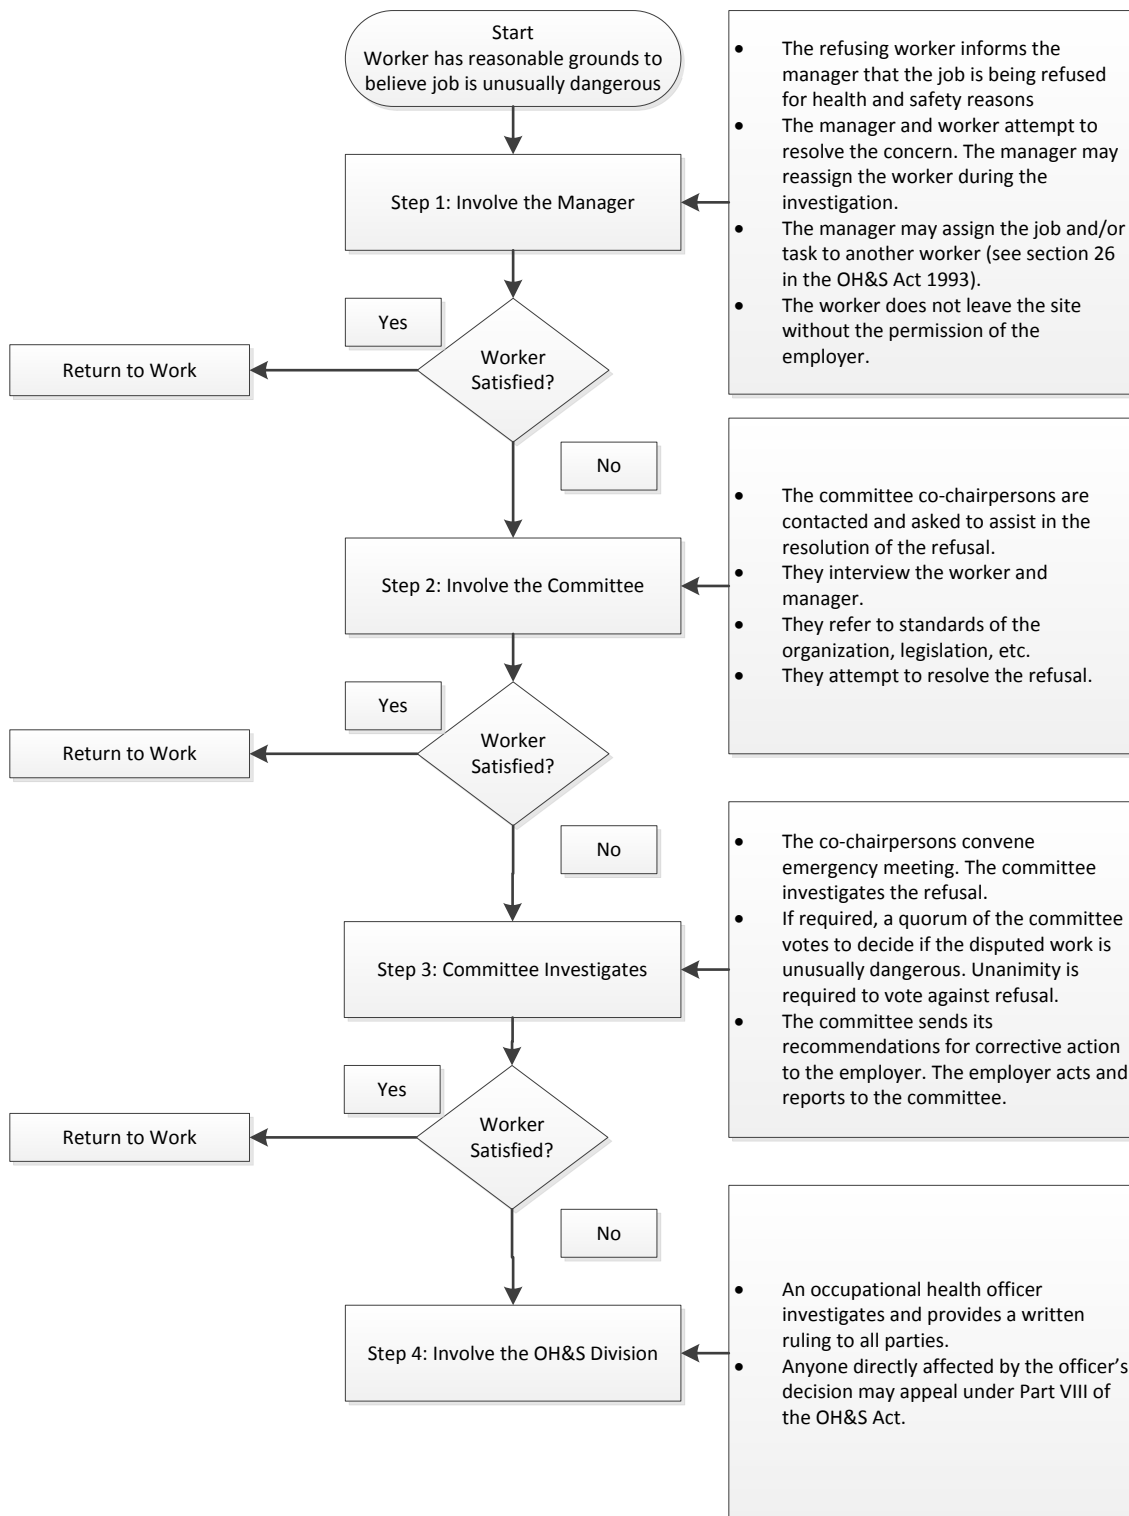 Start
Worker has reasonable grounds to
believe job is unusually dangerous
• The refusing worker informs the
manager that the job is being refused
for health and safety reasons
• The manager and worker attempt to
resolve the concern. The manager may
reassign the worker during the
investigation.
• The manager may assign the job and/or
task to another worker (see section 26
in the OH&S Act 1993).
• The worker does not leave the site
without the permission of the
employer.
Step 1: Involve the Manager
Yes
Worker
Satisfied?
Return to Work
No
• The committee co-chairpersons are
contacted and asked to assist in the
resolution of the refusal.
• They interview the worker and
manager.
• They refer to standards of the
organization, legislation, etc.
• They attempt to resolve the refusal.
Step 2: Involve the Committee
Yes
Worker
Satisfied?
Return to Work
No
• The co-chairpersons convene
emergency meeting. The committee
investigates the refusal.
• If required, a quorum of the committee
votes to decide if the disputed work is
unusually dangerous. Unanimity is
required to vote against refusal.
• The committee sends its
recommendations for corrective action
to the employer. The employer acts and
reports to the committee.
Step 3: Committee Investigates
Yes
Worker
Satisfied?
Return to Work
No
• An occupational health officer
investigates and provides a written
ruling to all parties.
• Anyone directly affected by the officer’s
decision may appeal under Part VIII of
the OH&S Act.
Step 4: Involve the OH&S Division